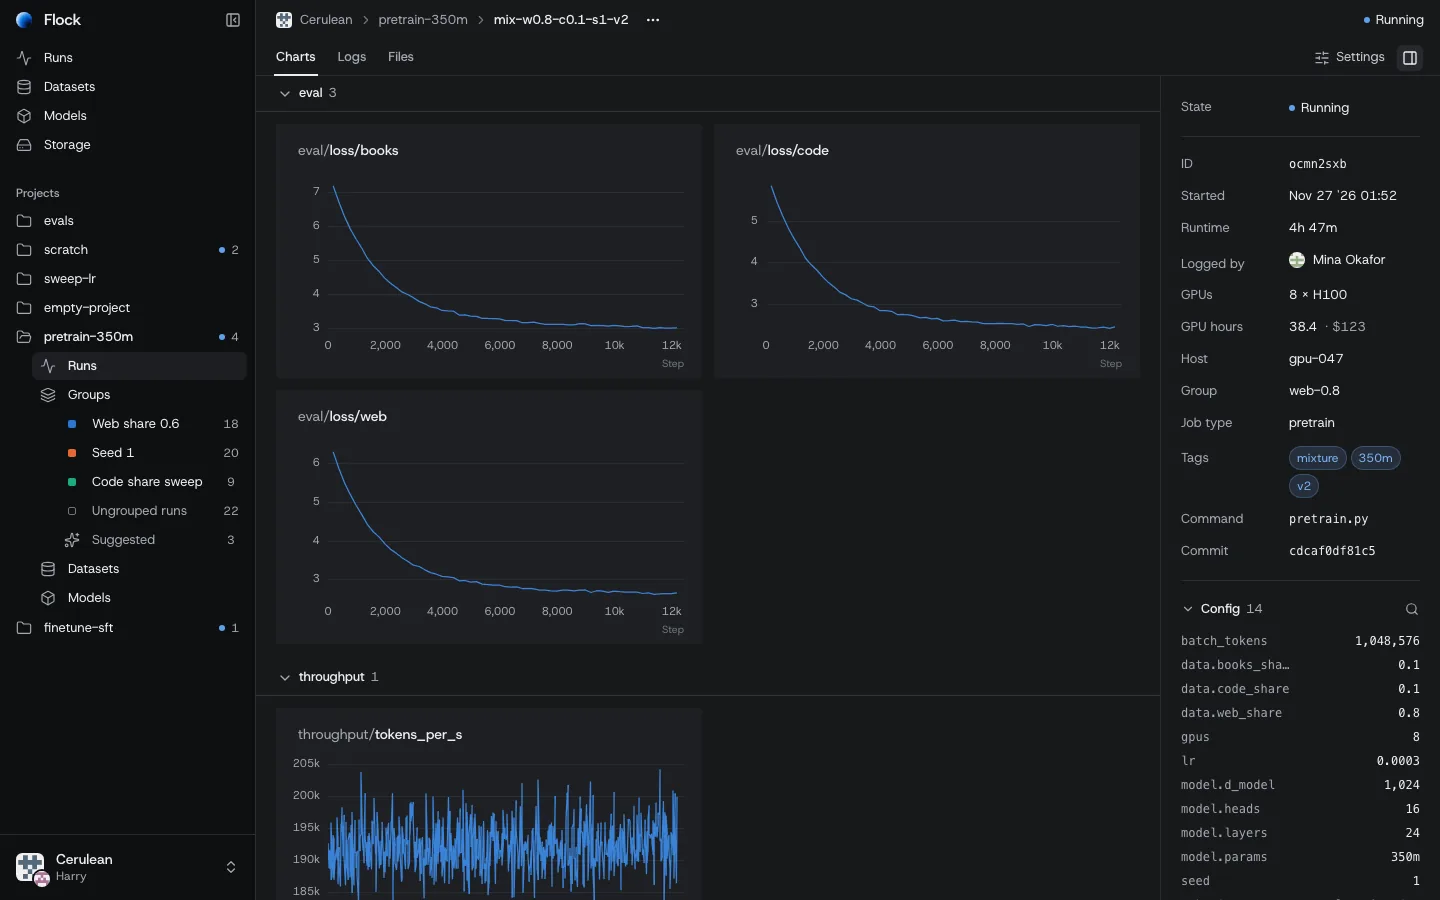 Flock
Runs
Datasets
Models
Storage
Projects
evals
scratch 2
sweep-lr
empty-project
pretrain-350m 4
Runs
Groups
Web share 0.6 18
Seed 1 20
Code share sweep 9
Ungrouped runs 22
Suggested 3
Datasets
Models
finetune-sft 1
Cerulean
Harry
Cerulean > pretrain-350m > mix-w0.8-c0.1-s1-v2 ···
Running
Charts Logs Files
Settings
eval 3
eval/loss/books
7
6
5
4
3
0 2,000 4,000 6,000 8,000 10k 12k
Step
eval/loss/code
5
4
3
0 2,000 4,000 6,000 8,000 10k 12k
Step
eval/loss/web
6
5
4
3
0 2,000 4,000 6,000 8,000 10k 12k
Step
throughput 1
throughput/tokens_per_s
205k
200k
195k
190k
185k
State Running
ID ocmn2sxb
Started Nov 27 '26 01:52
Runtime 4h 47m
Logged by Mina Okafor
GPUs 8 × H100
GPU hours 38.4 · $123
Host gpu-047
Group web-0.8
Job type pretrain
Tags mixture 350m
v2
Command pretrain.py
Commit cdcaf0df81c5
Config 14
batch_tokens 1,048,576
data.books_sha… 0.1
data.code_share 0.1
data.web_share 0.8
gpus 8
lr 0.0003
model.d_model 1,024
model.heads 16
model.layers 24
model.params 350m
seed 1